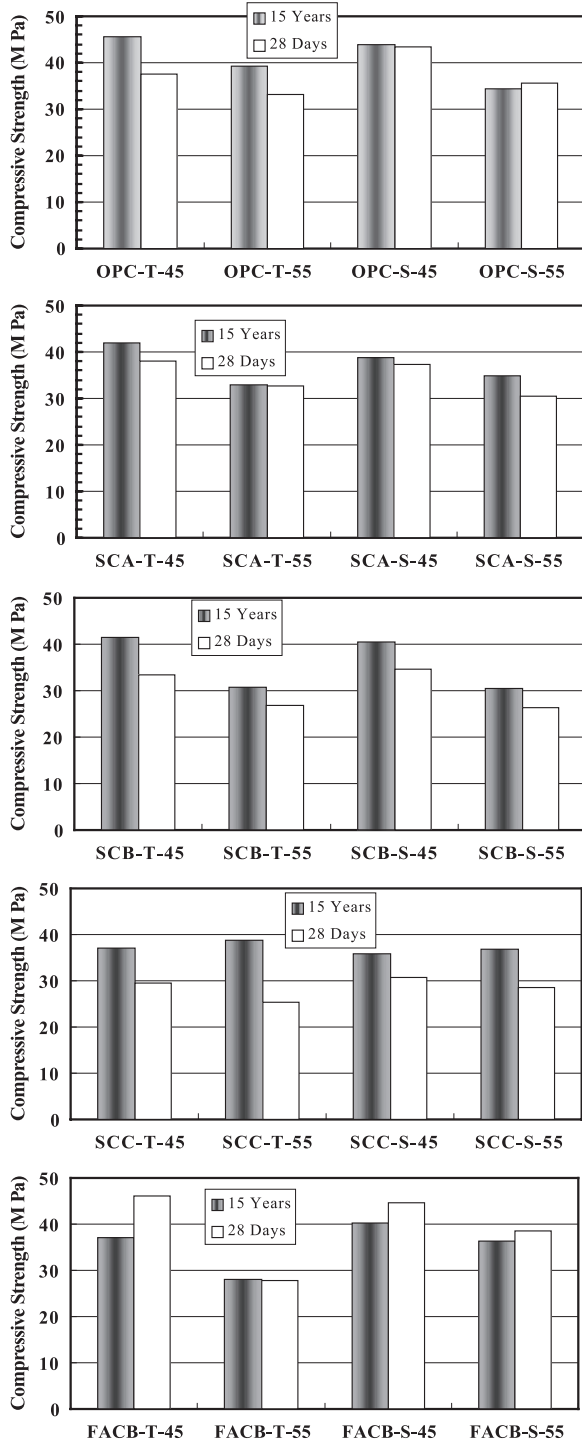 Compressive Strength (M Pa)
50
40
30
20
10
0
15 Years
28 Days
OPC-T-45 OPC-T-55 OPC-S-45 OPC-S-55
Compressive Strength (M Pa)
50
40
30
20
10
0
15 Years
28 Days
SCA-T-45 SCA-T-55 SCA-S-45 SCA-S-55
Compressive Strength (M Pa)
50
40
30
20
10
0
15 Years
28 Days
SCB-T-45 SCB-T-55 SCB-S-45 SCB-S-55
Compressive Strength (M Pa)
50
40
30
20
10
0
15 Years
28 Days
SCC-T-45 SCC-T-55 SCC-S-45 SCC-S-55
Compressive Strength (M Pa)
50
40
30
20
10
0
15 Years
28 Days
FACB-T-45 FACB-T-55 FACB-S-45 FACB-S-55